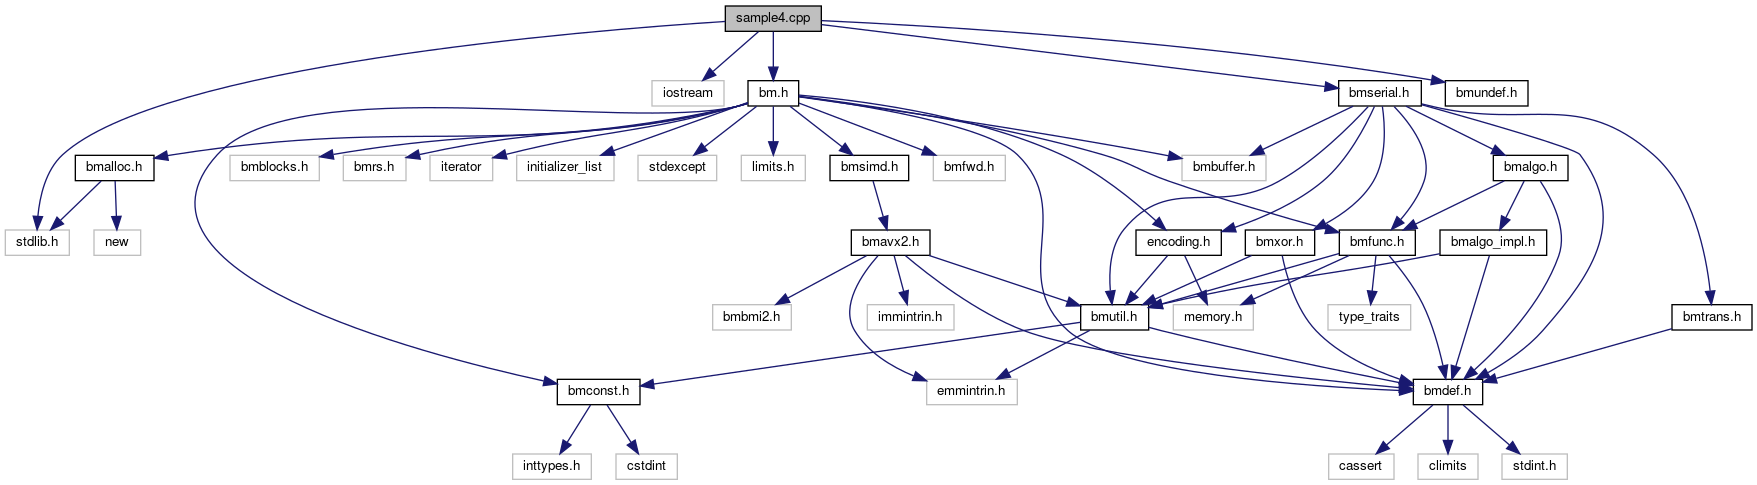 sample4.cpp
iostream
bm.h
bmserial.h
bmundef.h
bmalloc.h
bmblocks.h
bmrs.h
iterator
initializer_list
stdexcept
limits.h
bmsimd.h
bmfwd.h
bmbuffer.h
bmalgo.h
stdlib.h
new
bmavx2.h
encoding.h
bmxor.h
bmfunc.h
bmalgo_impl.h
bmbmi2.h
immintrin.h
bmutil.h
memory.h
type_traits
bmtrans.h
bmconst.h
emmintrin.h
bmdef.h
inttypes.h
cstdint
cassert
climits
stdint.h